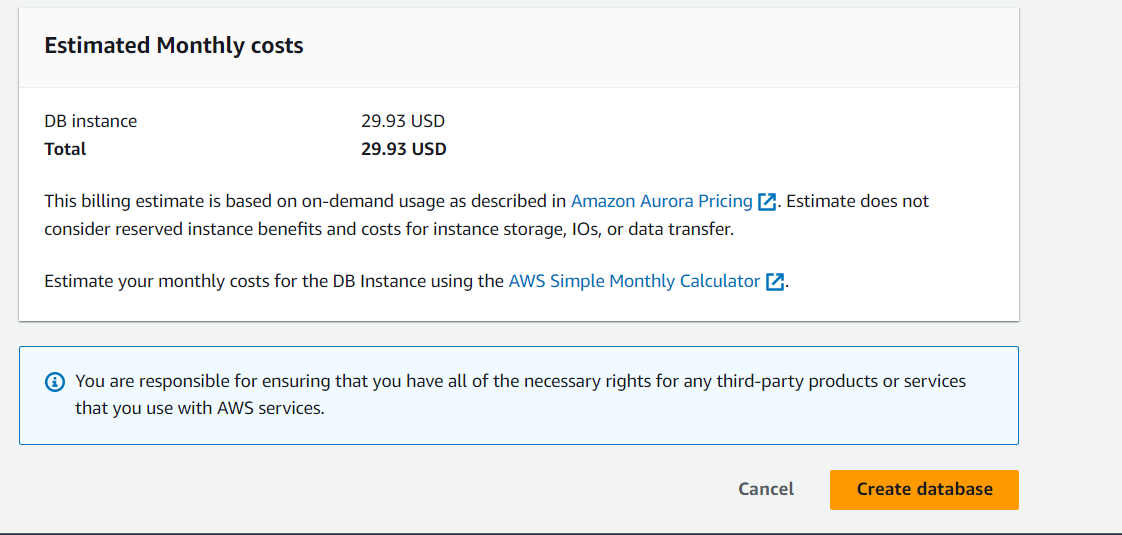 Estimated Monthly costs
DB instance 29.93 USD
Total 29.93 USD
This billing estimate is based on on-demand usage as described in Amazon Aurora Pricing . Estimate does not
consider reserved instance benefits and costs for instance storage, IOs, or data transfer.
Estimate your monthly costs for the DB Instance using the AWS Simple Monthly Calculator .
You are responsible for ensuring that you have all of the necessary rights for any third-party products or services
that you use with AWS services.
Cancel Create database